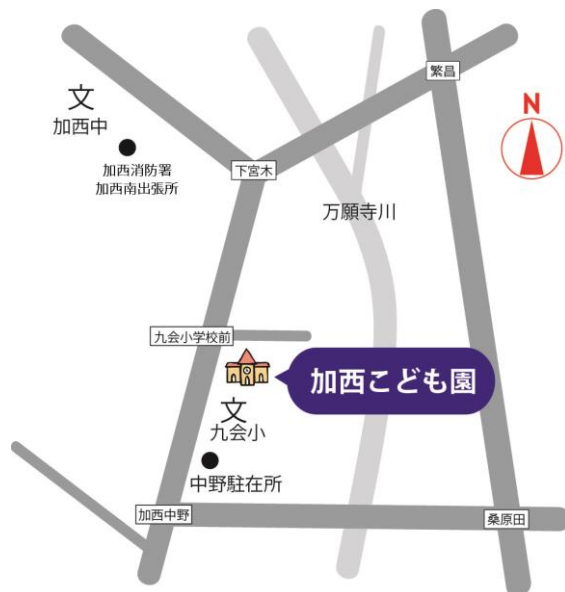 繁昌
N
文
加西中
加西消防署
加西南出張所
下宮木
万願寺川
九会小学校前
加西こども園
文
九会小
中野駐在所
加西中野
桑原田